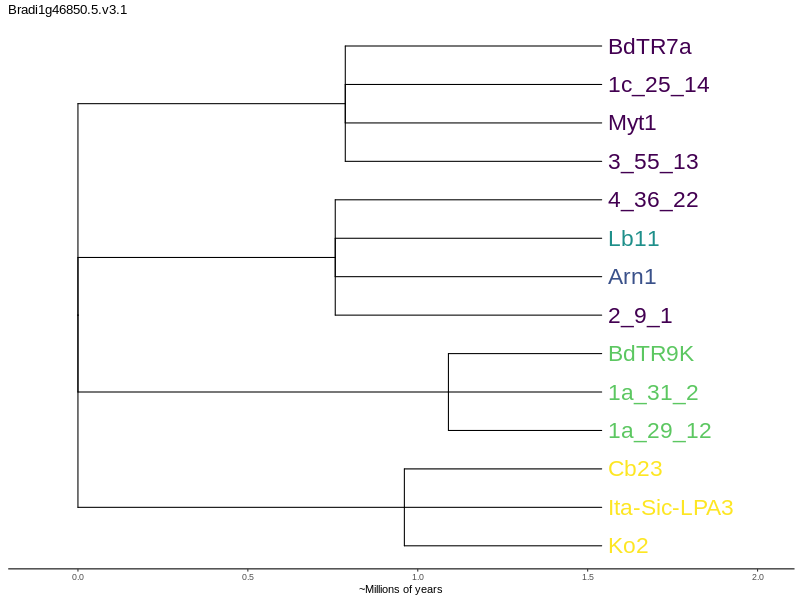 Bradi1g46850.5.v3.1
BdTR7a
1c_25_14
Myt1
3_55_13
4_36_22
Lb11
Arn1
2_9_1
BdTR9K
1a_31_2
1a_29_12
Cb23
Ita-Sic-LPA3
Ko2
0.0 0.5 1.0 1.5 2.0
~Millions of years